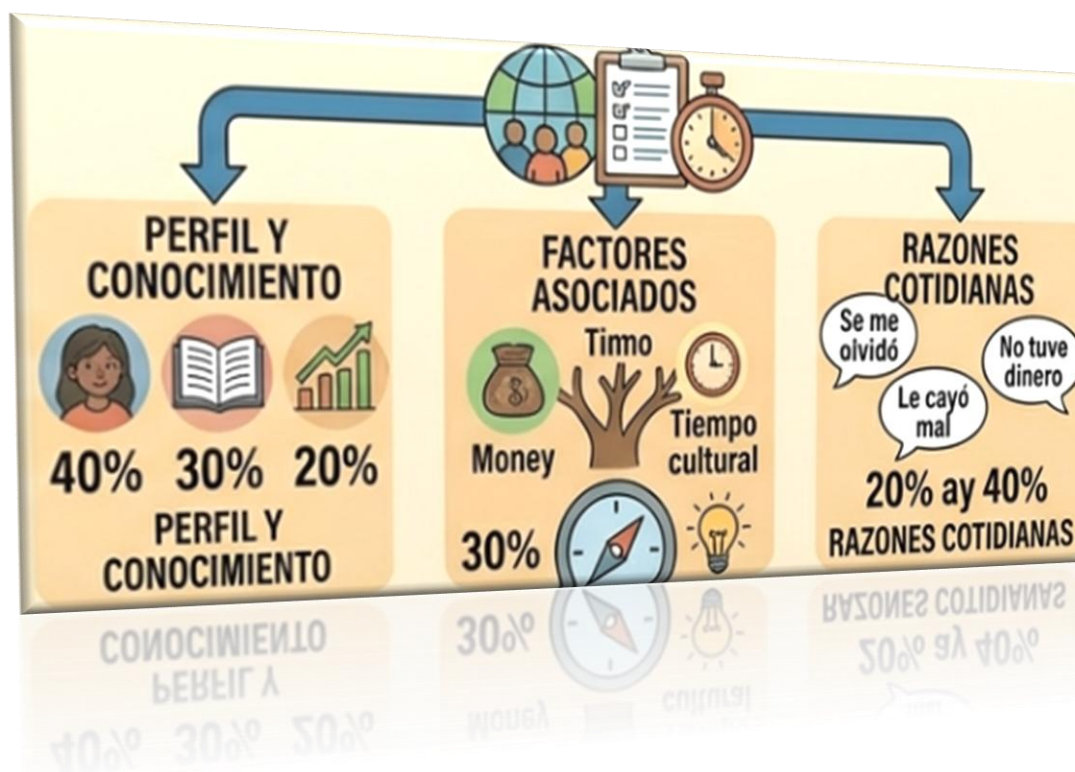 PERFIL Y
CONOCIMIENTO
40% 30% 20%
PERFIL Y
CONOCIMIENTO
FACTORES
ASOCIADOS
Tinmo
Money
Tiempo
cultural
30%
RAZONES
COTIDIANAS
Se me
olvidó
No tuve
dinero
Le cayó
mal
20% ay 40%
RAZONES COTIDIANAS